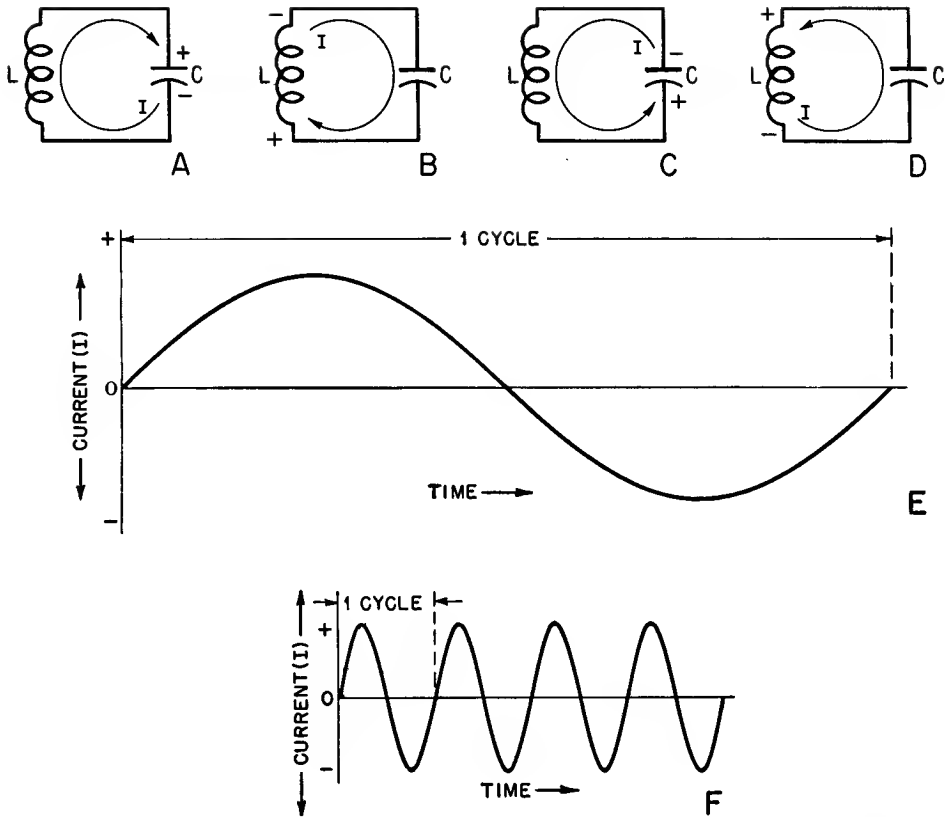 L I + - C
A
- I L + C
B
L I - + C
C
+ L I - C
D
+
1 CYCLE
CURRENT (I)
0
TIME
-
E
1 CYCLE
CURRENT (I)
+
0
-
TIME
F